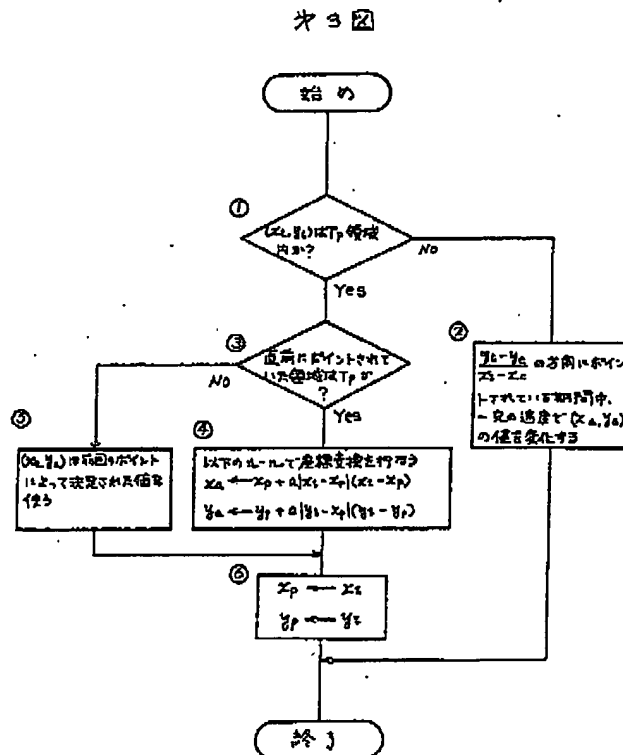 第3図
始め
①
(xt,yt)はTp領域
内か?
No
Yes
②
yt-yc
xt-xc
の方向にポイン
トされている期間中、
一定の速度で(xa,ya)
の値を変化する
③
直前にポイントされて
いた領域はTpか
?
No
Yes
⑤
(xa,ya)は前回のポイント
によって決定された値を
使う
④
以下のルールで座標変換を行なう
xa ← xp + a|xt-xp|(xt-xp)
ya ← yp + a|yt-xp|(yt-yp)
⑥
xp ← xt
yp ← yt
終了